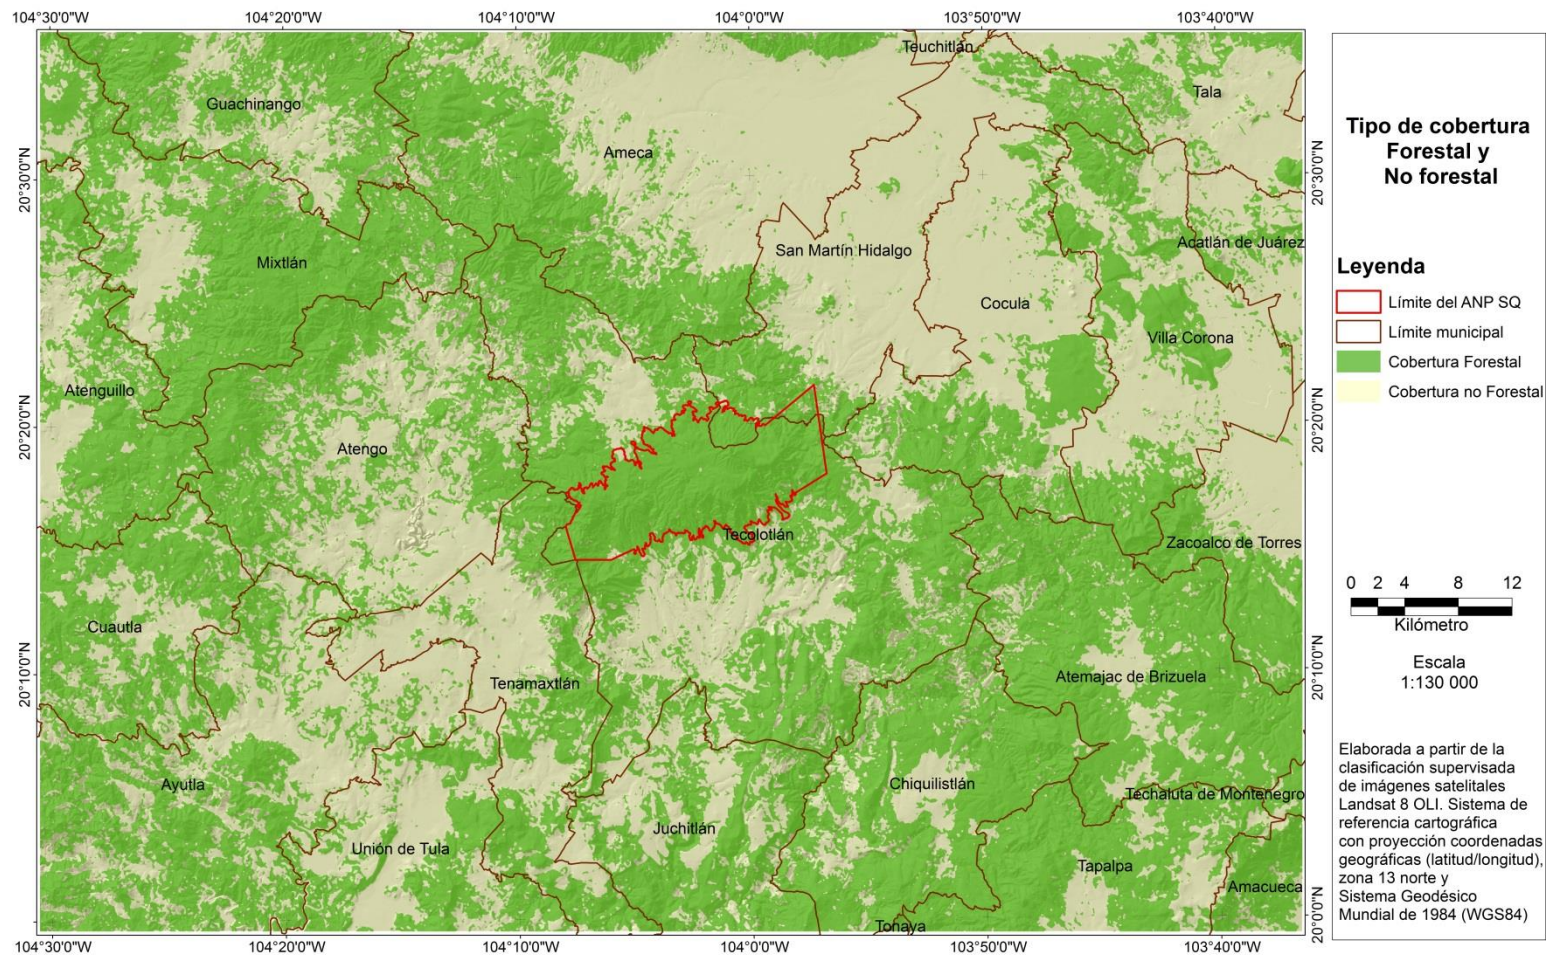 104°30'0"W
104°20'0"W
104°10'0"W
104°0'0"W
103°50'0"W
103°40'0"W
Teuchitlán
Tala
Guachinango
Ameca
20°30'0"N
20°30'0"N
Acatlán de Juárez
San Martín Hidalgo
Mixtlán
Cocula
Villa Corona
Atenguillo
20°20'0"N
20°20'0"N
Atengo
Tecolotlán
Zacoalco de Torres
Cuautla
20°10'0"N
20°10'0"N
Atemajac de Brizuela
Tenamaxtlán
Ayutla
Chiquilistlán
Techaluta de Montenegro
Juchitlán
Unión de Tula
Tapalpa
Amacueca
20°0'0"N
20°0'0"N
Tonaya
104°30'0"W
104°20'0"W
104°10'0"W
104°0'0"W
103°50'0"W
103°40'0"W
Tipo de cobertura
Forestal y
No forestal
Leyenda
Límite del ANP SQ
Límite municipal
Cobertura Forestal
Cobertura no Forestal
0 2 4 8 12
Kilómetro
Escala
1:130 000
Elaborada a partir de la
clasificación supervisada
de imágenes satelitales
Landsat 8 OLI. Sistema de
referencia cartográfica
con proyección coordenadas
geográficas (latitud/longitud),
zona 13 norte y
Sistema Geodésico
Mundial de 1984 (WGS84)